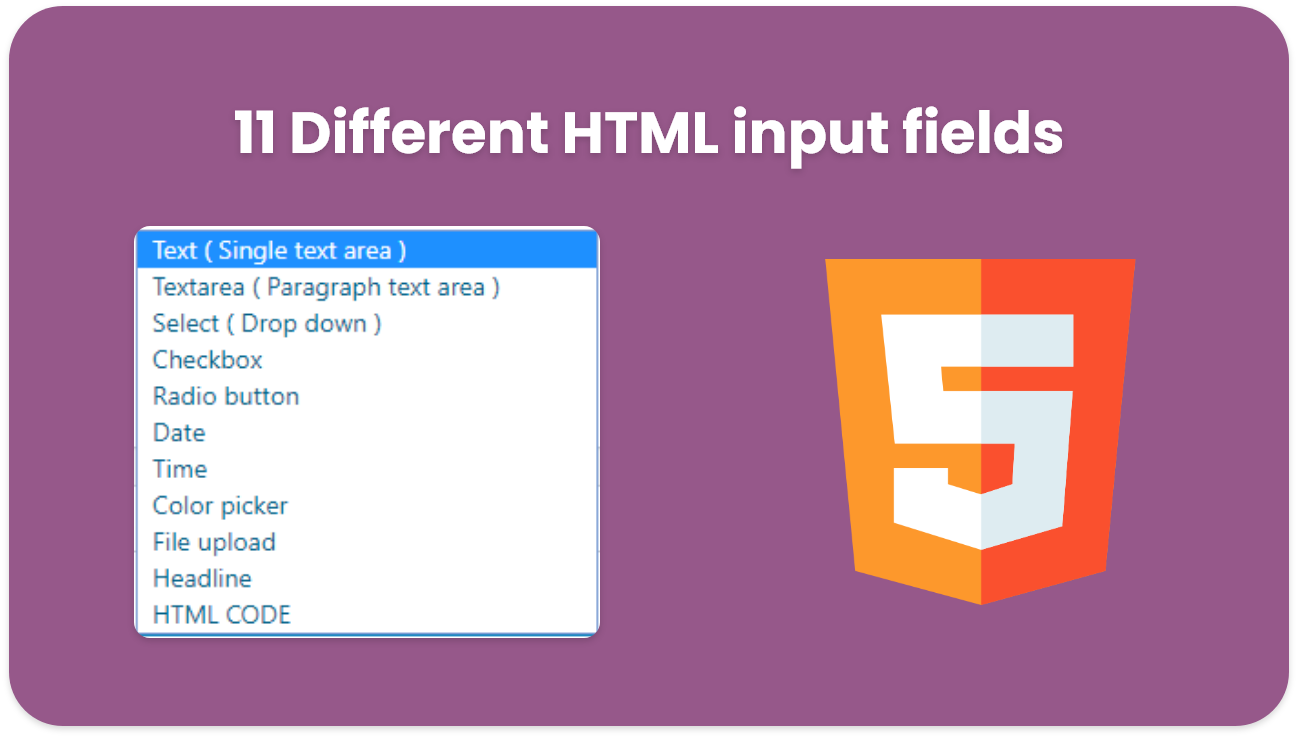 11 Different HTML input fields
Text ( Single text area )
Textarea ( Paragraph text area )
Select ( Drop down )
Checkbox
Radio button
Date
Time
Color picker
File upload
Headline
HTML CODE
5